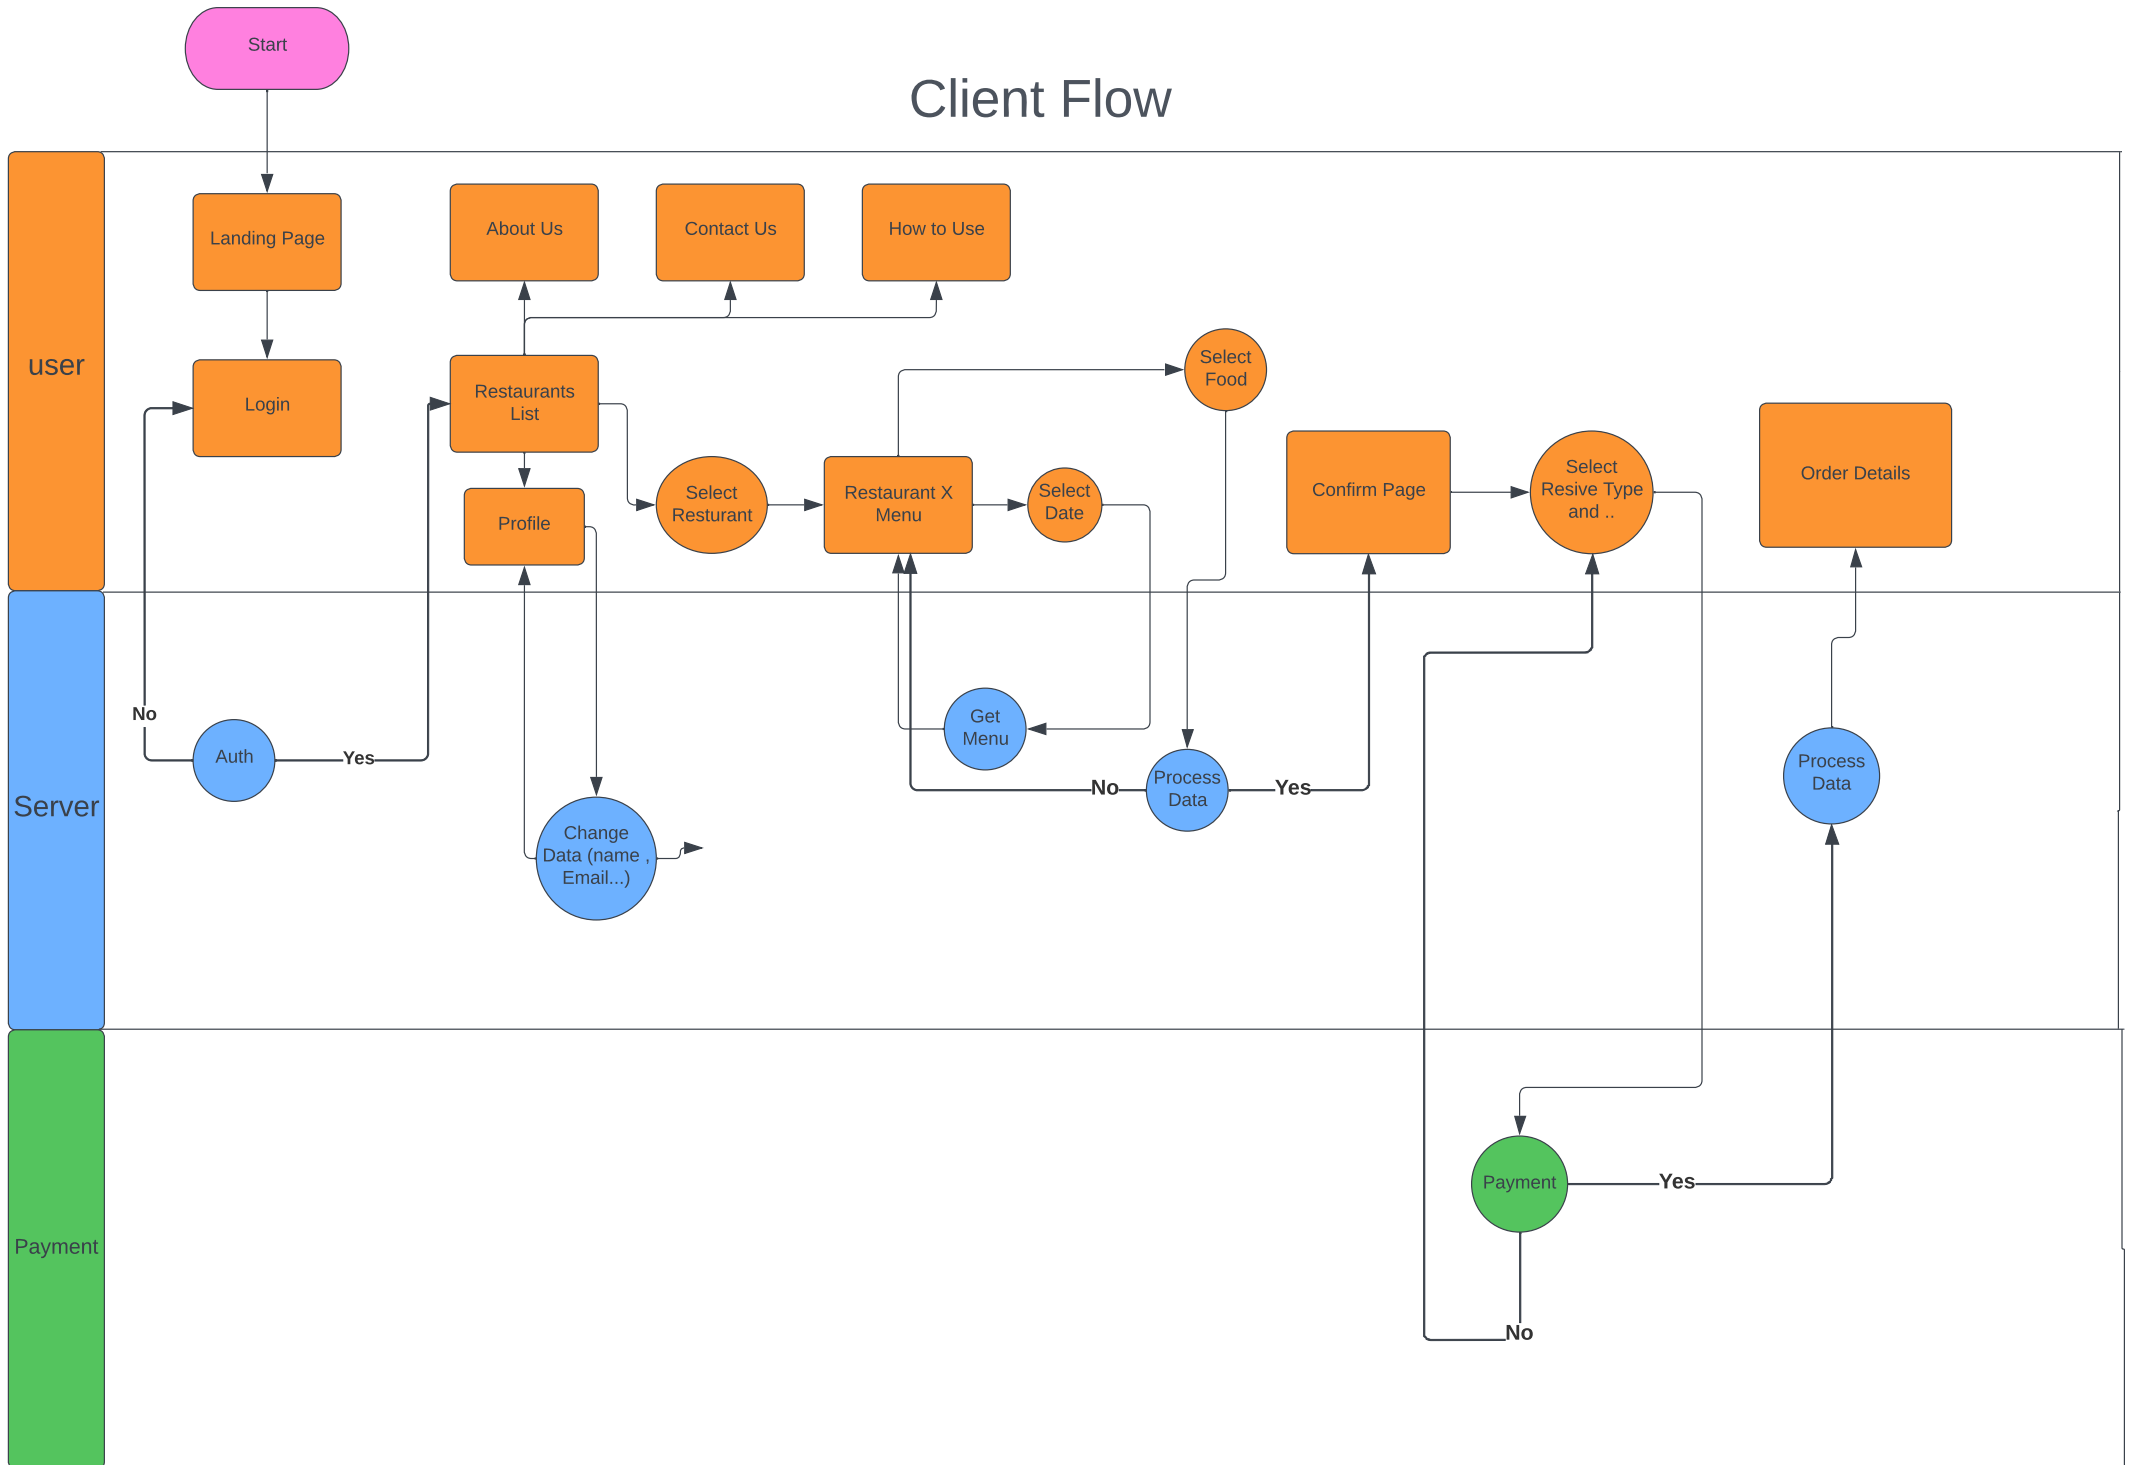 Start
Client Flow
user
Landing Page
About Us
Contact Us
How to Use
Login
Restaurants
List
Select
Food
Profile
Select
Resturant
Restaurant X
Menu
Select
Date
Confirm Page
Select
Resive Type
and ..
Order Details
Server
No
Auth
Yes
Get
Menu
Change
Data (name ,
Email...)
No
Process
Data
Yes
Process
Data
Payment
Payment
Yes
No